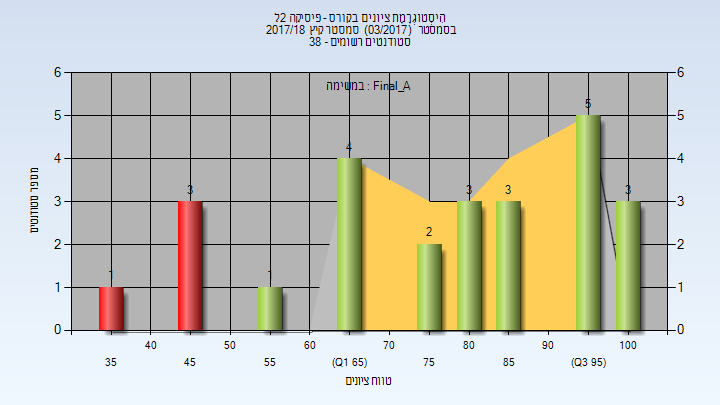 הִיסְטוֹגְרָמַת ציונים בקורס - פיסיקה 2ל
בסמסטר (03/2017) סמסטר קיץ 2017/18
סטודנטים רשומים - 38
במשימה : Final_A
6 6
5 5
4 4
3 3
2 2
1 1
0 0
1 3 1 4 2 3 3 5 3
מספר סטודנטים
40 50 60 70 80 90 100
35 45 55 (Q1 65) 75 85 (Q3 95)
טווח ציונים